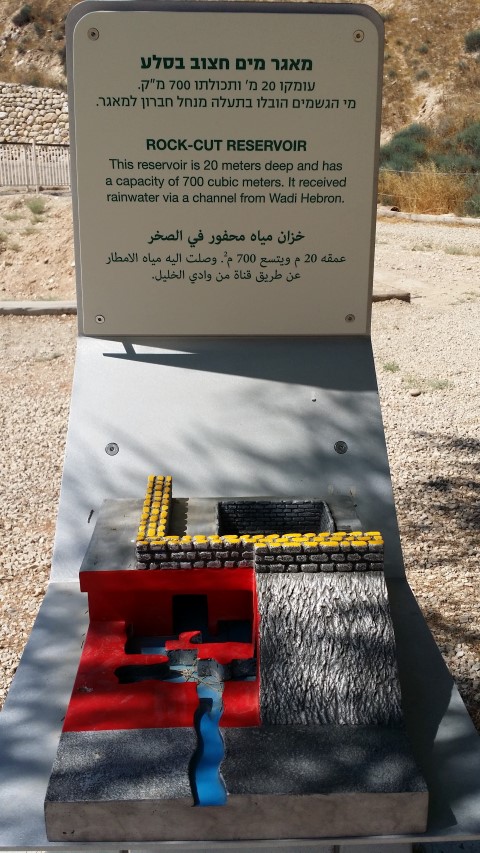 מאגר מים חצוב בסלע
עומקו 20 מ׳ ותכולתו 700 מ״ק.
מי הגשמים הובלו בתעלה מנחל חברון למאגר.
ROCK-CUT RESERVOIR
This reservoir is 20 meters deep and has
a capacity of 700 cubic meters. It received
rainwater via a channel from Wadi Hebron.
خزان مياه محفور في الصخر
عمقه 20 م ويتسع 700 م². وصلت اليه مياه الامطار
عن طريق قناة من وادي الخليل.